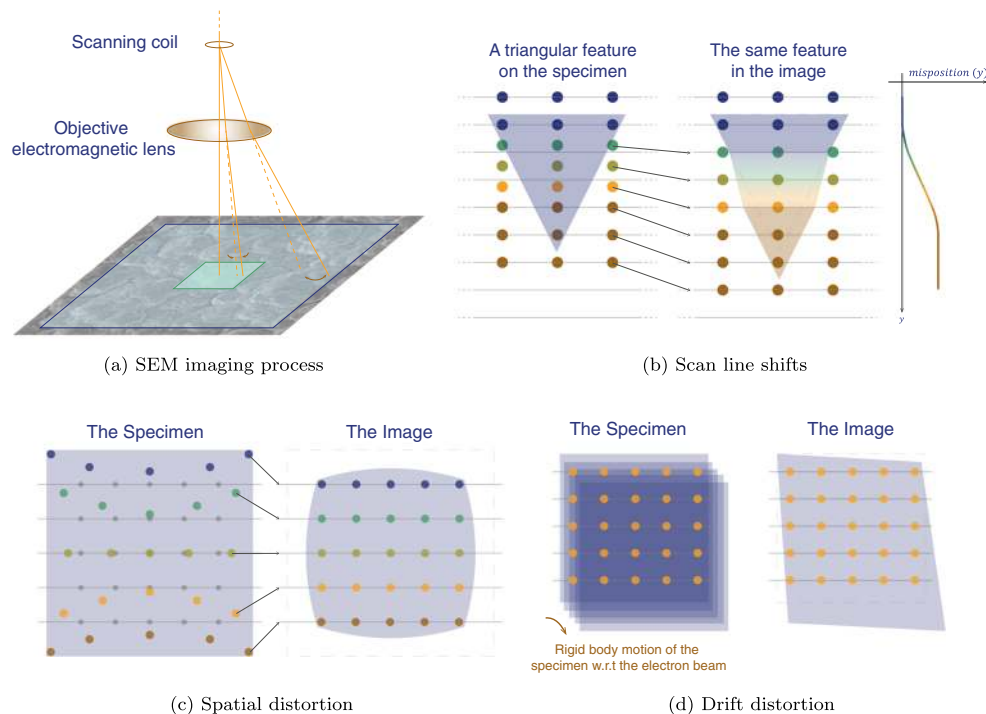 Scanning coil
Objective
electromagnetic lens
(a) SEM imaging process
A triangular feature
on the specimen
The same feature
in the image
misposition (y)
y
(b) Scan line shifts
The Specimen
The Image
(c) Spatial distortion
The Specimen
The Image
Rigid body motion of the
specimen w.r.t the electron beam
(d) Drift distortion